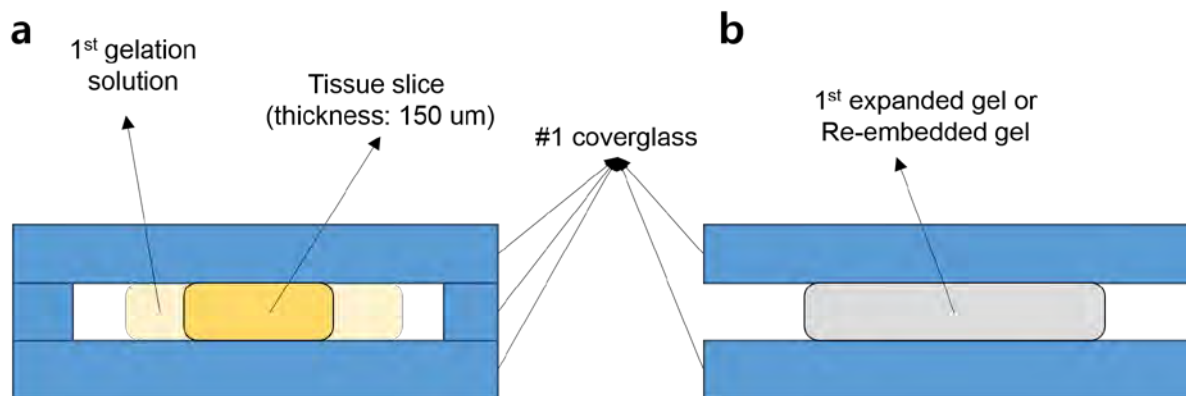 a
1st gelation
solution
Tissue slice
(thickness: 150 um)
#1 coverglass
b
1st expanded gel or
Re-embedded gel